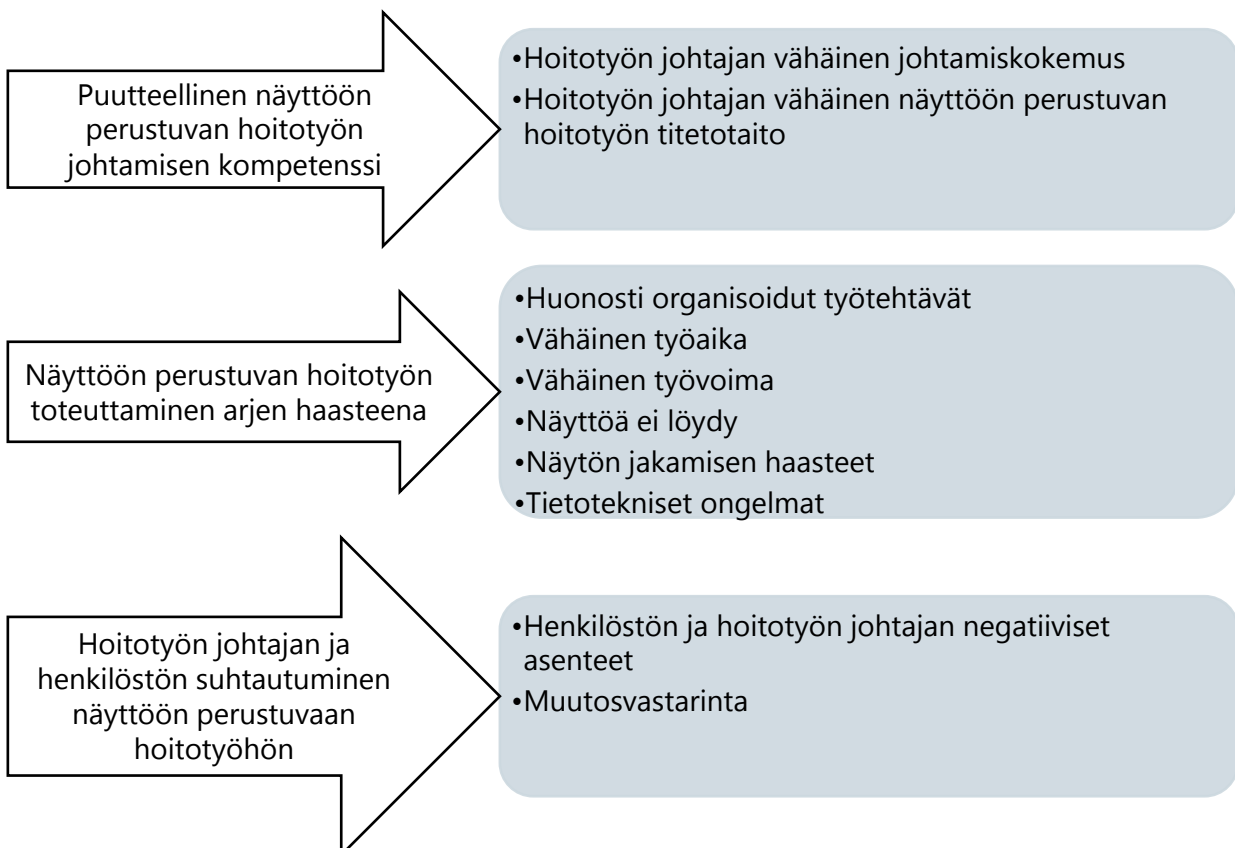 Puutteellinen näyttöön
perustuvan hoitotyön
johtamisen kompetenssi
•Hoitotyön johtajan vähäinen johtamiskokemus
•Hoitotyön johtajan vähäinen näyttöön perustuvan
hoitotyön titetotaito
Näyttöön perustuvan hoitotyön
toteuttaminen arjen haasteena
•Huonosti organisoidut työtehtävät
•Vähäinen työaika
•Vähäinen työvoima
•Näyttöä ei löydy
•Näytön jakamisen haasteet
•Tietotekniset ongelmat
Hoitotyön johtajan ja
henkilöstön suhtautuminen
näyttöön perustuvaan
hoitotyöhön
•Henkilöstön ja hoitotyön johtajan negatiiviset
asenteet
•Muutosvastarinta